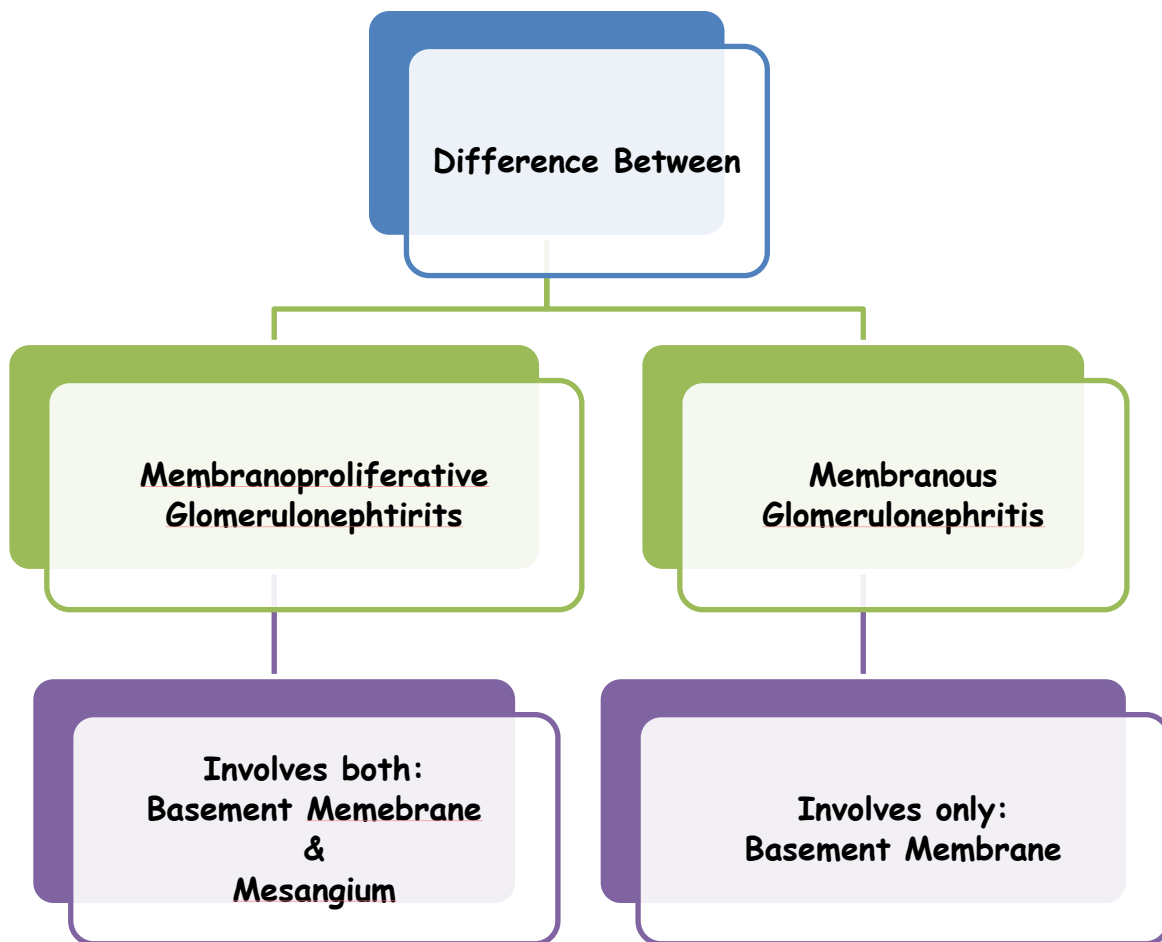 Difference Between
Membranoproliferative
Glomerulonephtirits
Membranous
Glomerulonephritis
Involves both:
Basement Memebrane
&
Mesangium
Involves only:
Basement Membrane